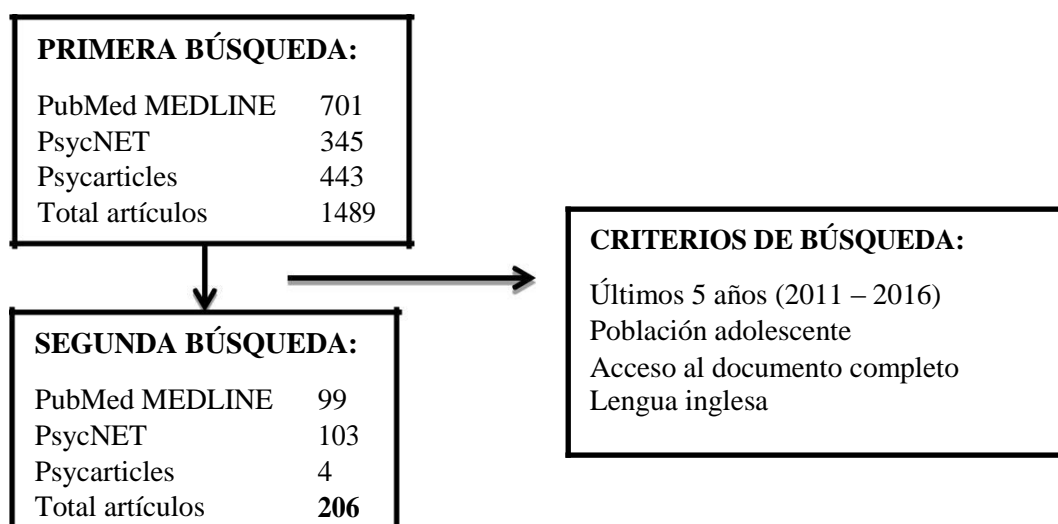 PRIMERA BÚSQUEDA:
PubMed MEDLINE 701
PsycNET 345
Psycarticles 443
Total artículos 1489
CRITERIOS DE BÚSQUEDA:
Últimos 5 años (2011 – 2016)
Población adolescente
Acceso al documento completo
Lengua inglesa
SEGUNDA BÚSQUEDA:
PubMed MEDLINE 99
PsycNET 103
Psycarticles 4
Total artículos 206